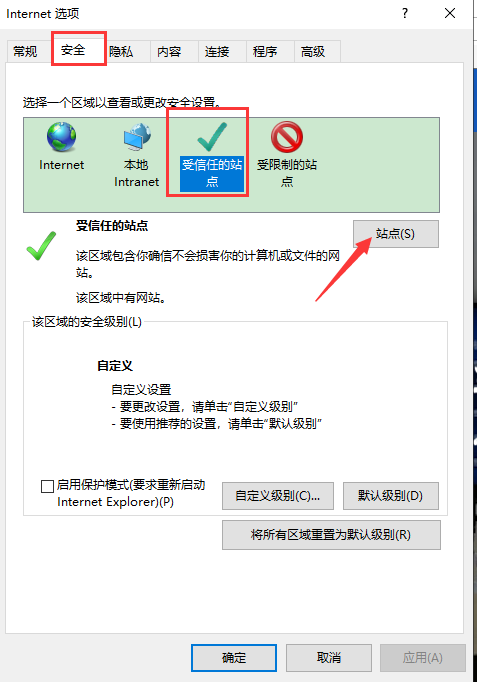 Internet 选项
?
常规 安全 隐私 内容 连接 程序 高级
选择一个区域以查看或更改安全设置。
Internet
本地
Intranet
受信任的站
点
受限制的站
点
受信任的站点
站点(S)
该区域包含你确信不会损害你的计算机或文件的网
站。
该区域中有网站。
该区域的安全级别(L)
自定义
自定义设置
- 要更改设置，请单击“自定义级别”
- 要使用推荐的设置，请单击“默认级别”
启用保护模式(要求重新启动
Internet Explorer)(P)
自定义级别(C)... 默认级别(D)
将所有区域重置为默认级别(R)
确定 取消 应用(A)